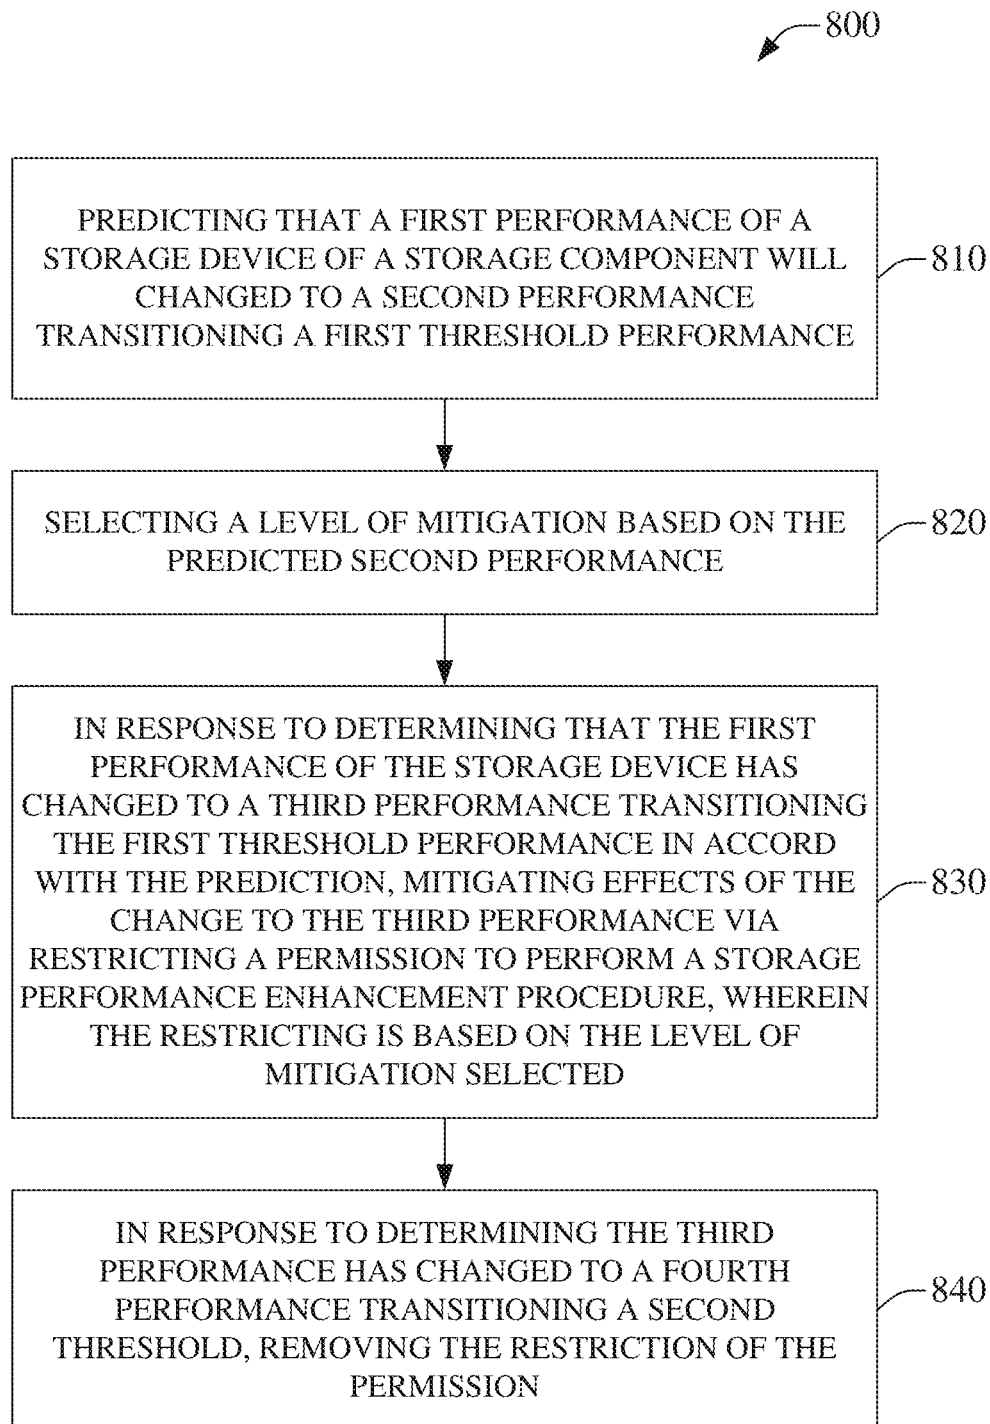 800
PREDICTING THAT A FIRST PERFORMANCE OF A
STORAGE DEVICE OF A STORAGE COMPONENT WILL
CHANGED TO A SECOND PERFORMANCE
TRANSITIONING A FIRST THRESHOLD PERFORMANCE
810
SELECTING A LEVEL OF MITIGATION BASED ON THE
PREDICTED SECOND PERFORMANCE
820
IN RESPONSE TO DETERMINING THAT THE FIRST
PERFORMANCE OF THE STORAGE DEVICE HAS
CHANGED TO A THIRD PERFORMANCE TRANSITIONING
THE FIRST THRESHOLD PERFORMANCE IN ACCORD
WITH THE PREDICTION, MITIGATING EFFECTS OF THE
CHANGE TO THE THIRD PERFORMANCE VIA
RESTRICTING A PERMISSION TO PERFORM A STORAGE
PERFORMANCE ENHANCEMENT PROCEDURE, WHEREIN
THE RESTRICTING IS BASED ON THE LEVEL OF
MITIGATION SELECTED
830
IN RESPONSE TO DETERMINING THE THIRD
PERFORMANCE HAS CHANGED TO A FOURTH
PERFORMANCE TRANSITIONING A SECOND
THRESHOLD, REMOVING THE RESTRICTION OF THE
PERMISSION
840